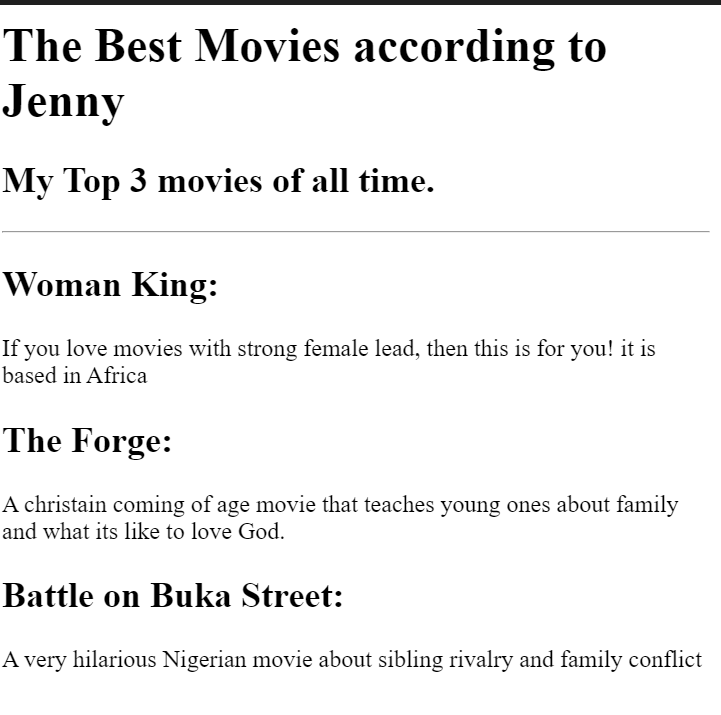 The Best Movies according to
Jenny
My Top 3 movies of all time.
Woman King:
If you love movies with strong female lead, then this is for you! it is
based in Africa
The Forge:
A christain coming of age movie that teaches young ones about family
and what its like to love God.
Battle on Buka Street:
A very hilarious Nigerian movie about sibling rivalry and family conflict